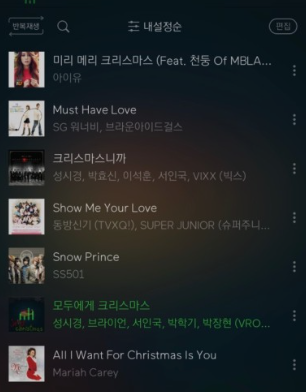 반복재생
내설정순
편집
미리 메리 크리스마스 (Feat. 천둥 Of MBLA...
아이유
Must Have Love
SG 워너비, 브라운아이드걸스
크리스마스니까
성시경, 박효신, 이석훈, 서인국, VIXX (빅스)
Show Me Your Love
동방신기 (TVXQ!), SUPER JUNIOR (슈퍼주니...
Snow Prince
SS501
모두에게 크리스마스
성시경, 브라이언, 서인국, 박학기, 박장현 (VRO...
All I Want For Christmas Is You
Mariah Carey